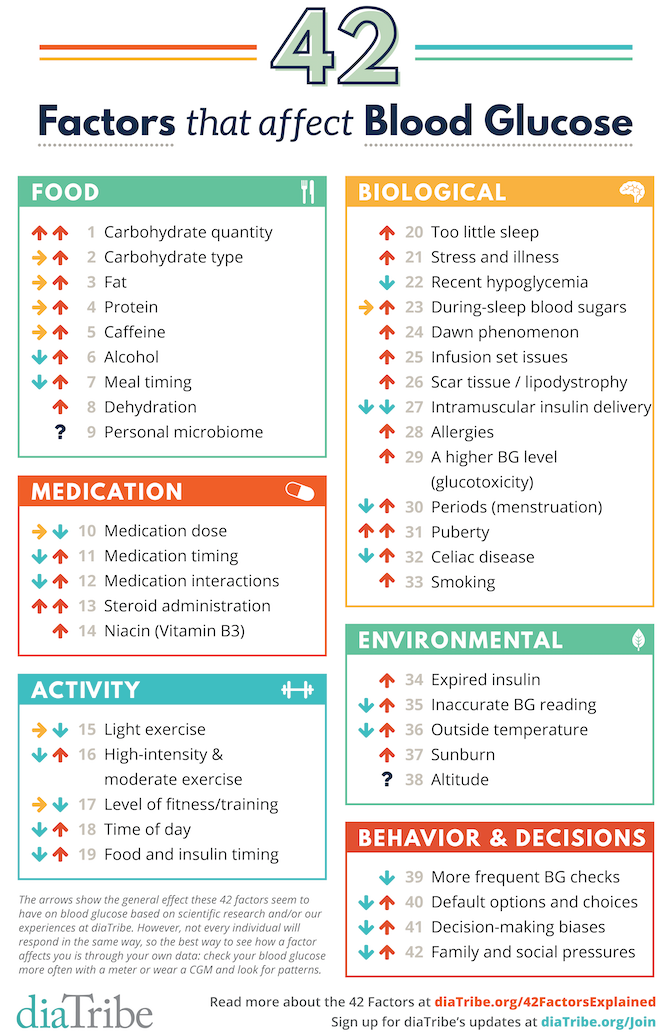 42
Factors that affect Blood Glucose
FOOD
1 Carbohydrate quantity
2 Carbohydrate type
3 Fat
4 Protein
5 Caffeine
6 Alcohol
7 Meal timing
8 Dehydration
? 9 Personal microbiome
MEDICATION
10 Medication dose
11 Medication timing
12 Medication interactions
13 Steroid administration
14 Niacin (Vitamin B3)
ACTIVITY
15 Light exercise
16 High-intensity &
moderate exercise
17 Level of fitness/training
18 Time of day
19 Food and insulin timing
The arrows show the general effect these 42 factors seem to
have on blood glucose based on scientific research and/or our
experiences at diaTribe. However, not every individual will
respond in the same way, so the best way to see how a factor
affects you is through your own data: check your blood glucose
more often with a meter or wear a CGM and look for patterns.
BIOLOGICAL
20 Too little sleep
21 Stress and illness
22 Recent hypoglycemia
23 During-sleep blood sugars
24 Dawn phenomenon
25 Infusion set issues
26 Scar tissue / lipodystrophy
27 Intramuscular insulin delivery
28 Allergies
29 A higher BG level
(glucotoxicity)
30 Periods (menstruation)
31 Puberty
32 Celiac disease
33 Smoking
ENVIRONMENTAL
34 Expired insulin
35 Inaccurate BG reading
36 Outside temperature
37 Sunburn
? 38 Altitude
BEHAVIOR & DECISIONS
39 More frequent BG checks
40 Default options and choices
41 Decision-making biases
42 Family and social pressures
diaTribe
Read more about the 42 Factors at diaTribe.org/42FactorsExplained
Sign up for diaTribe's updates at diaTribe.org/Join